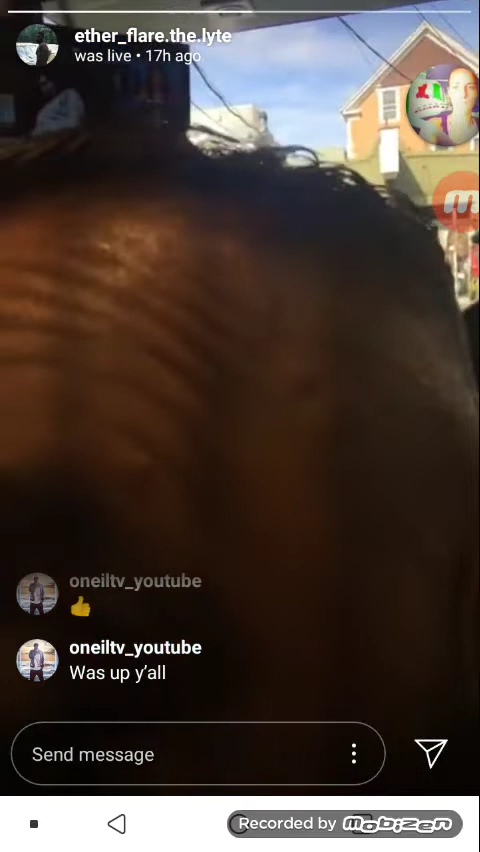 ether_flare.the.lyte
was live • 17h ago
oneiltv_youtube
👍
oneiltv_youtube
Was up y’all
Send message
Recorded by mobizen